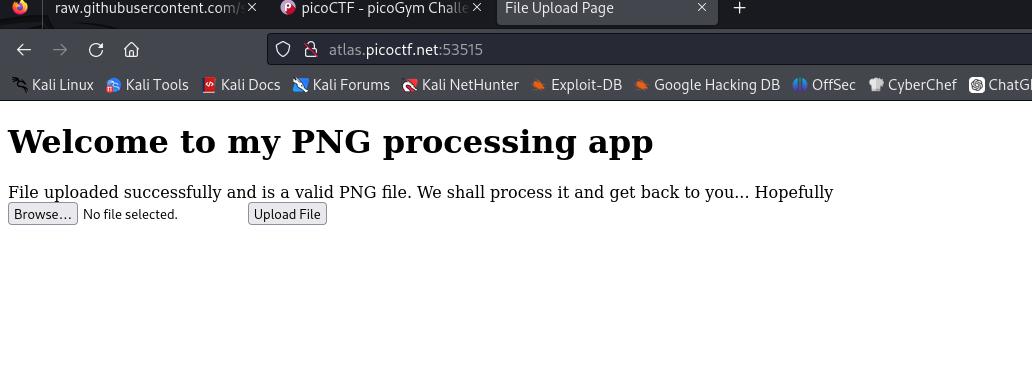 raw.githubusercontent.com/s
picoCTF - picoGym Challe
File Upload Page
atlas.picoctf.net:53515
Kali Linux Kali Tools Kali Docs Kali Forums Kali NetHunter Exploit-DB Google Hacking DB OffSec CyberChef ChatG
Welcome to my PNG processing app
File uploaded successfully and is a valid PNG file. We shall process it and get back to you... Hopefully
Browse... No file selected. Upload File